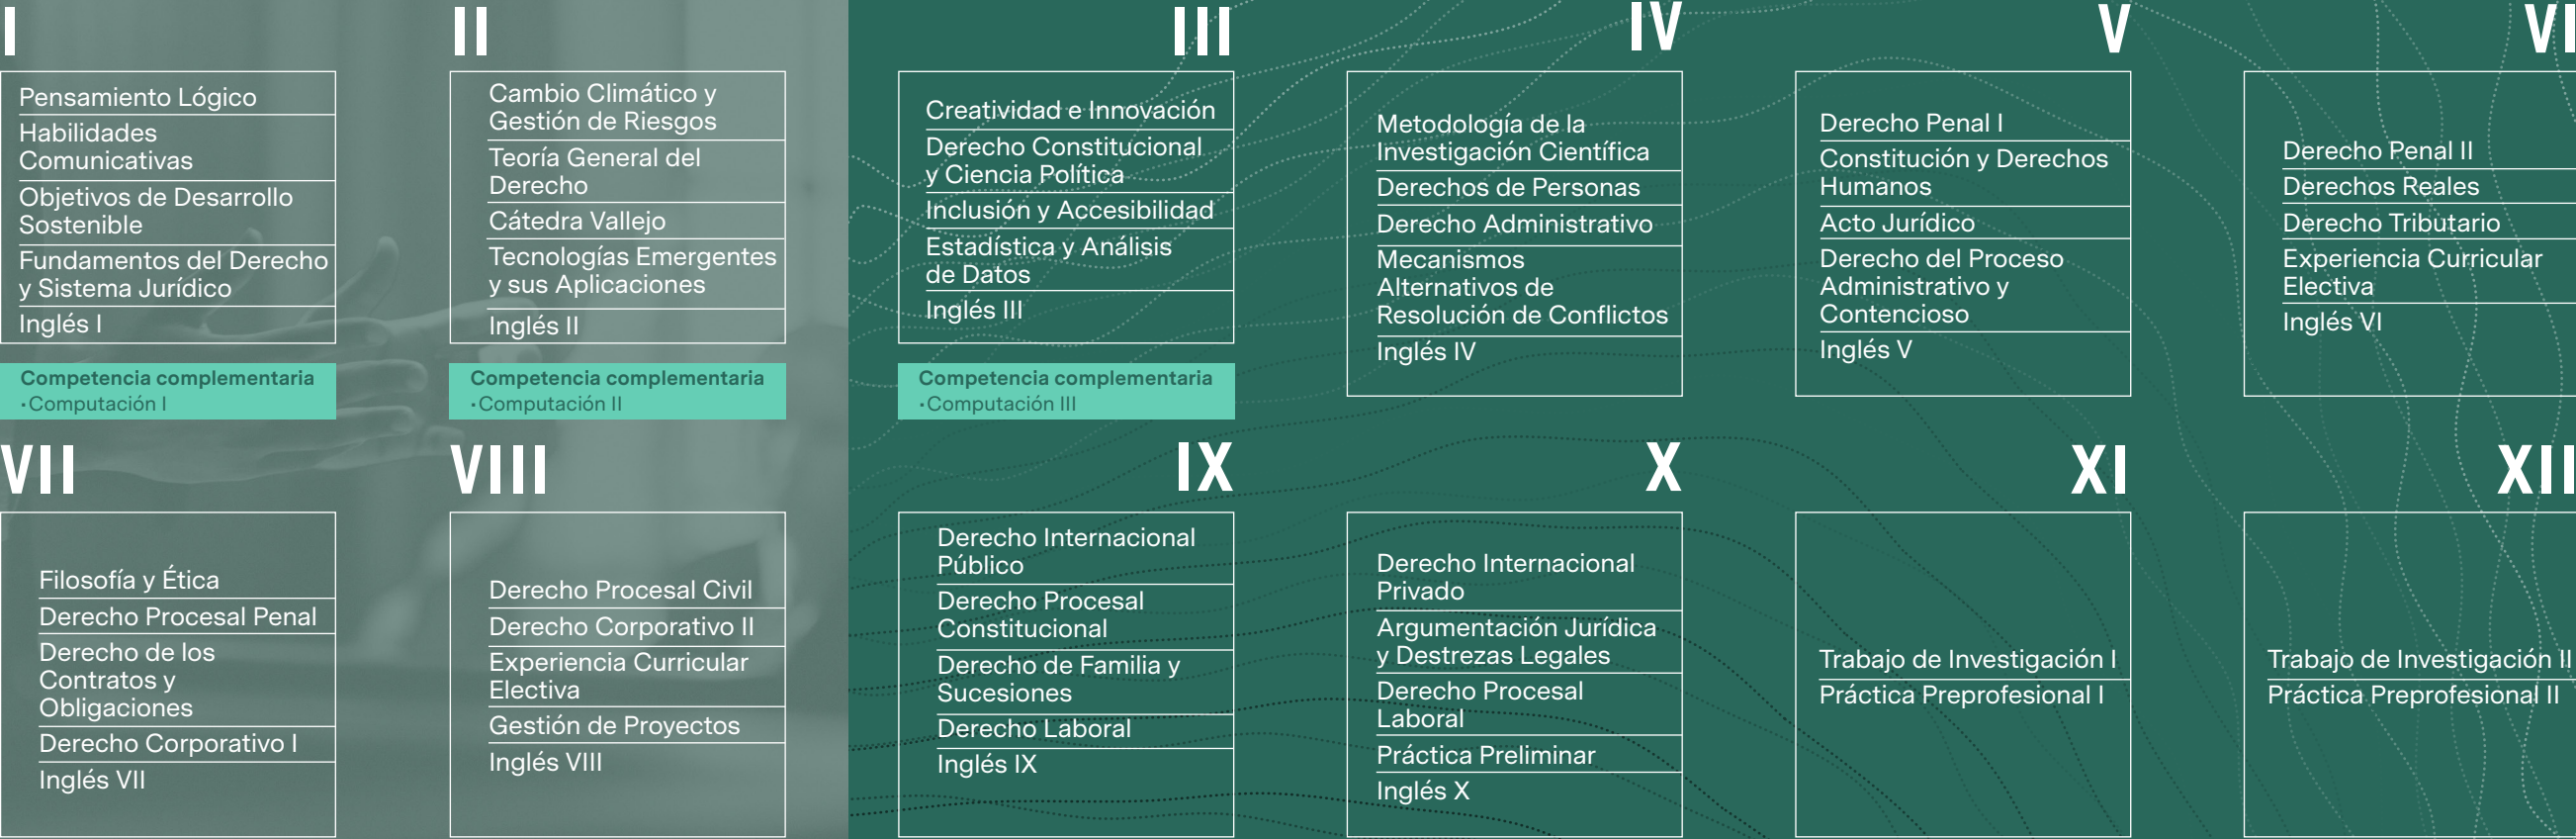 I
Pensamiento Lógico
Habilidades
Comunicativas
Objetivos de Desarrollo
Sostenible
Fundamentos del Derecho
y Sistema Jurídico
Inglés I
Competencia complementaria
·Computación I
II
Cambio Climático y
Gestión de Riesgos
Teoría General del
Derecho
Cátedra Vallejo
Tecnologías Emergentes
y sus Aplicaciones
Inglés II
Competencia complementaria
·Computación II
III
Creatividad e Innovación
Derecho Constitucional
y Ciencia Política
Inclusión y Accesibilidad
Estadística y Análisis
de Datos
Inglés III
Competencia complementaria
·Computación III
IV
Metodología de la
Investigación Científica
Derechos de Personas
Derecho Administrativo
Mecanismos
Alternativos de
Resolución de Conflictos
Inglés IV
V
Derecho Penal I
Constitución y Derechos
Humanos
Acto Jurídico
Derecho del Proceso
Administrativo y
Contencioso
Inglés V
VI
Derecho Penal II
Derechos Reales
Derecho Tributario
Experiencia Curricular
Electiva
Inglés VI
VII
Filosofía y Ética
Derecho Procesal Penal
Derecho de los
Contratos y
Obligaciones
Derecho Corporativo I
Inglés VII
VIII
Derecho Procesal Civil
Derecho Corporativo II
Experiencia Curricular
Electiva
Gestión de Proyectos
Inglés VIII
IX
Derecho Internacional
Público
Derecho Procesal
Constitucional
Derecho de Familia y
Sucesiones
Derecho Laboral
Inglés IX
X
Derecho Internacional
Privado
Argumentación Jurídica
y Destrezas Legales
Derecho Procesal
Laboral
Práctica Preliminar
Inglés X
XI
Trabajo de Investigación I
Práctica Preprofesional I
XII
Trabajo de Investigación II
Práctica Preprofesional II